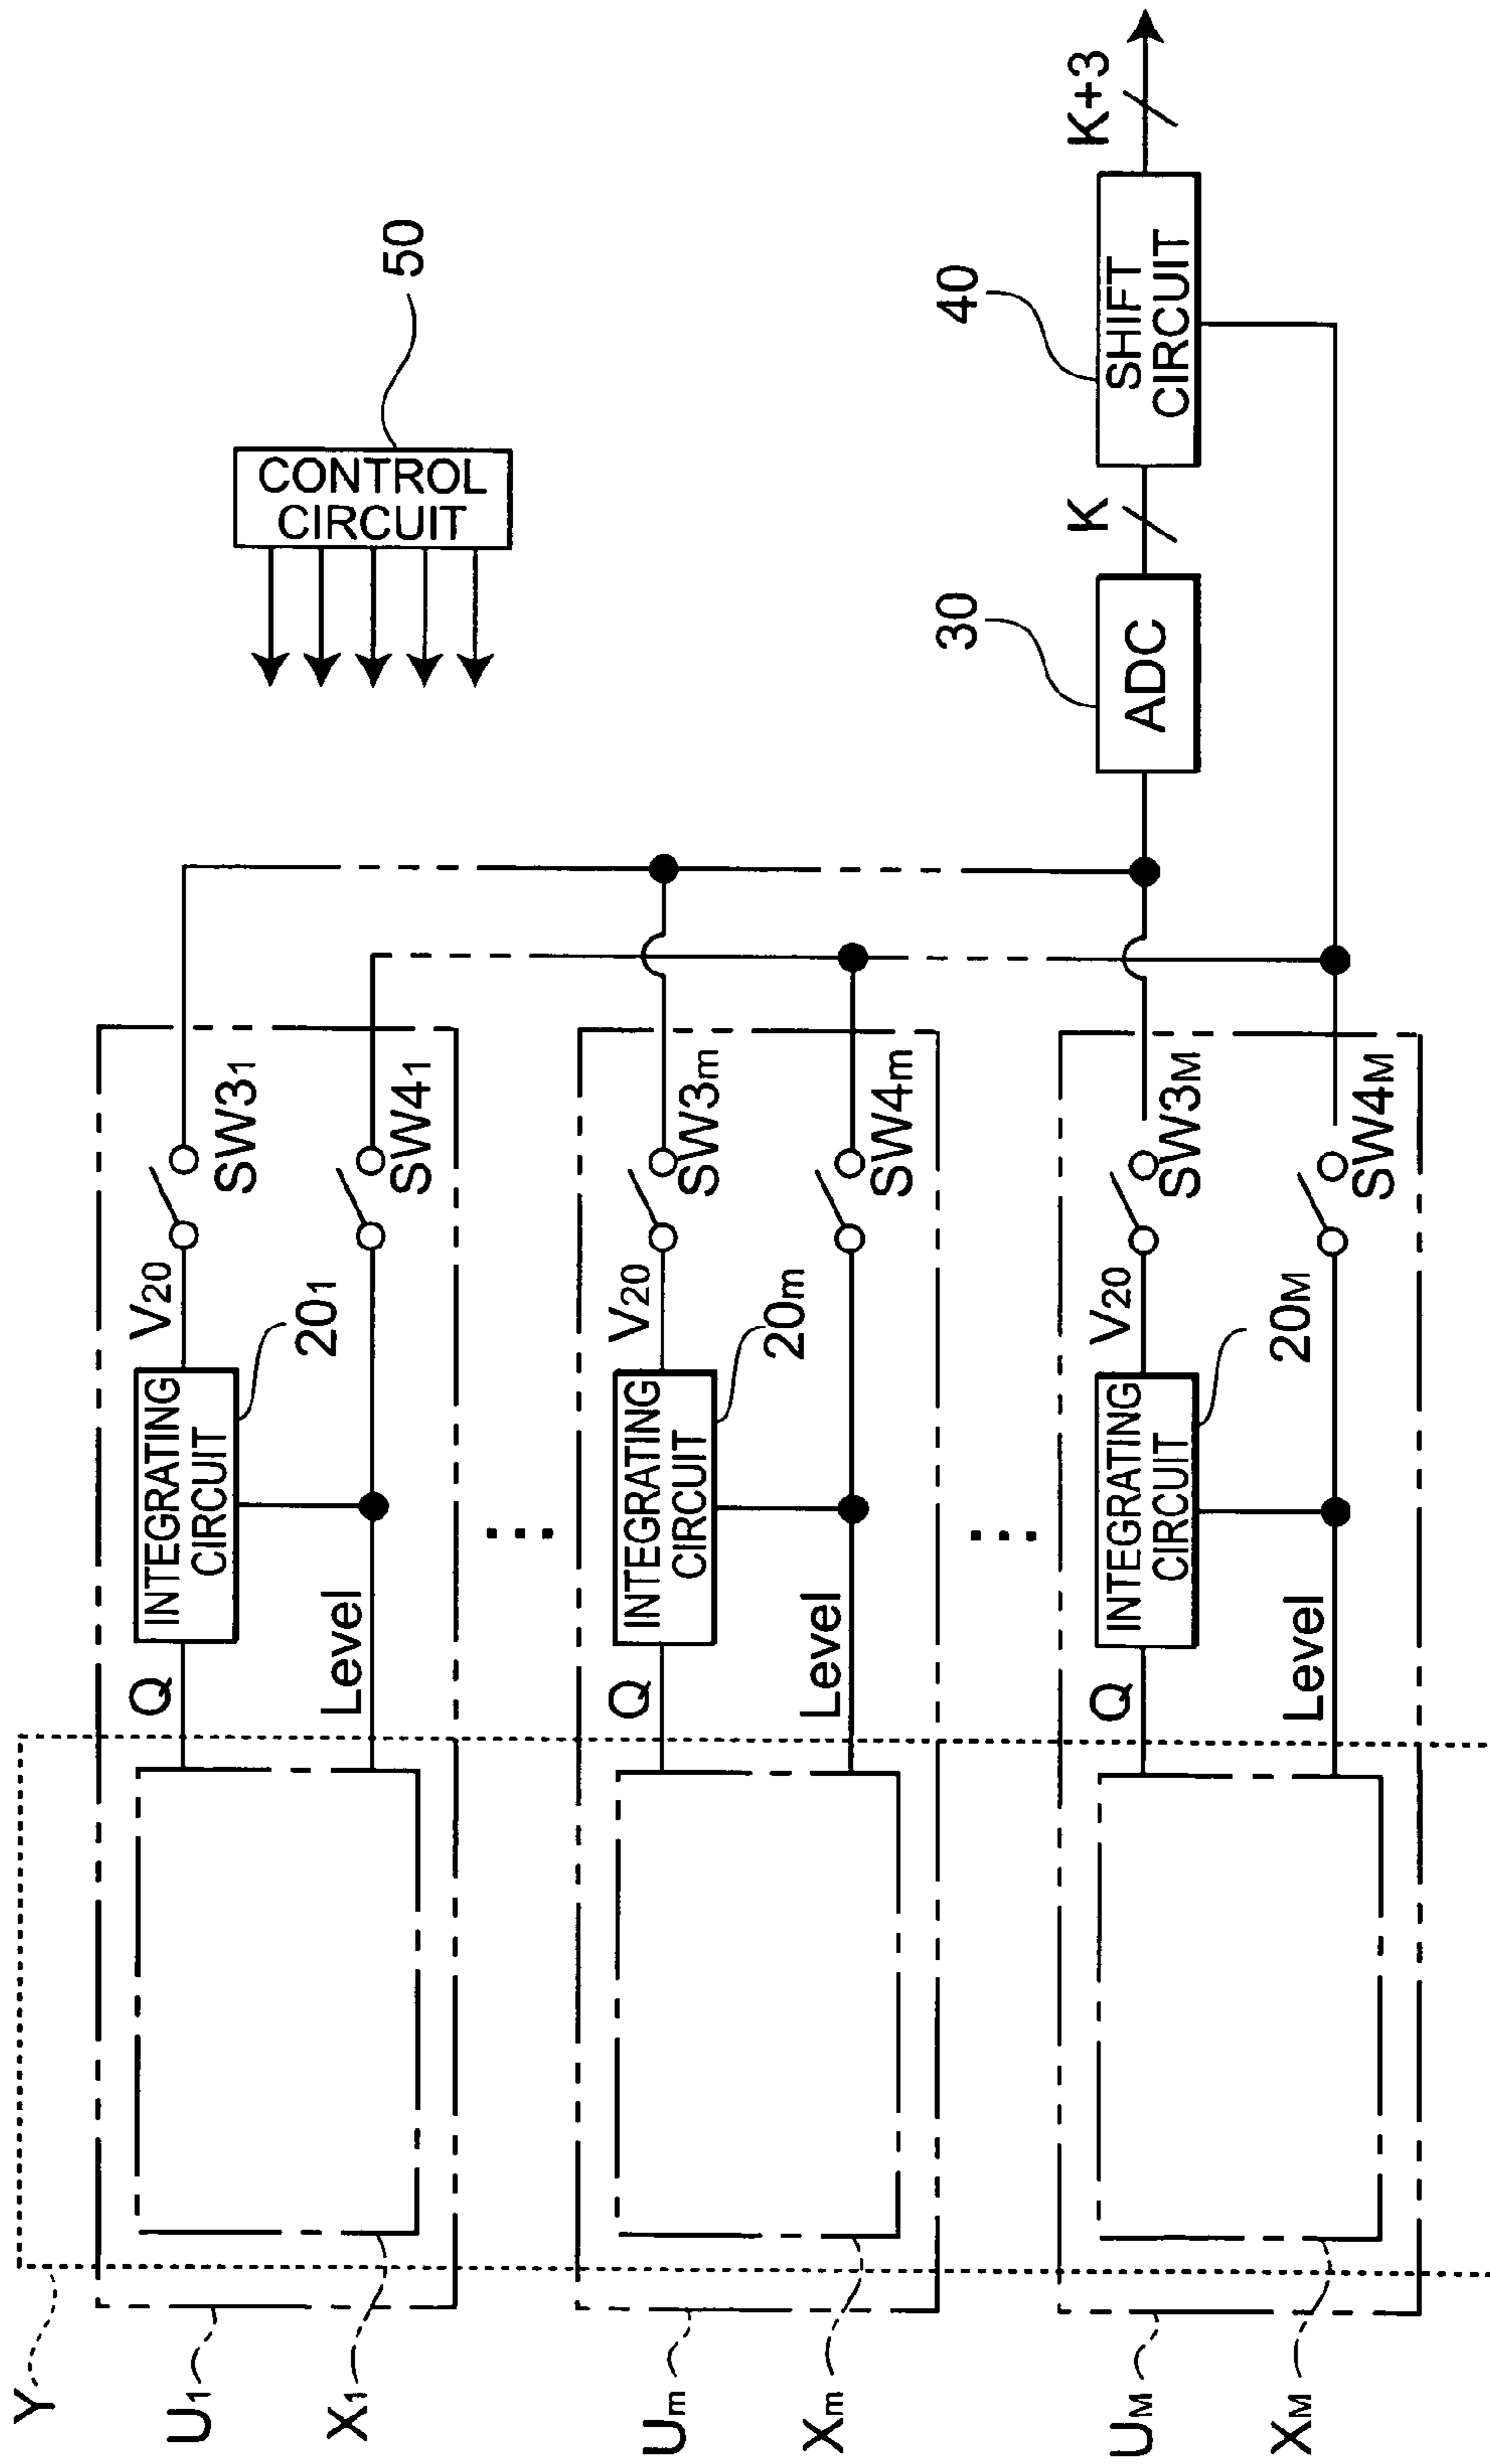 Y
U1
X1
Q
Level
INTEGRATING
CIRCUIT
201
V20
SW31
SW41
Um
Xm
Q
Level
INTEGRATING
CIRCUIT
20m
V20
SW3m
SW4m
UM
XM
Q
Level
INTEGRATING
CIRCUIT
20M
V20
SW3M
SW4M
CONTROL
CIRCUIT
50
ADC
30
K
SHIFT
CIRCUIT
40
K+3